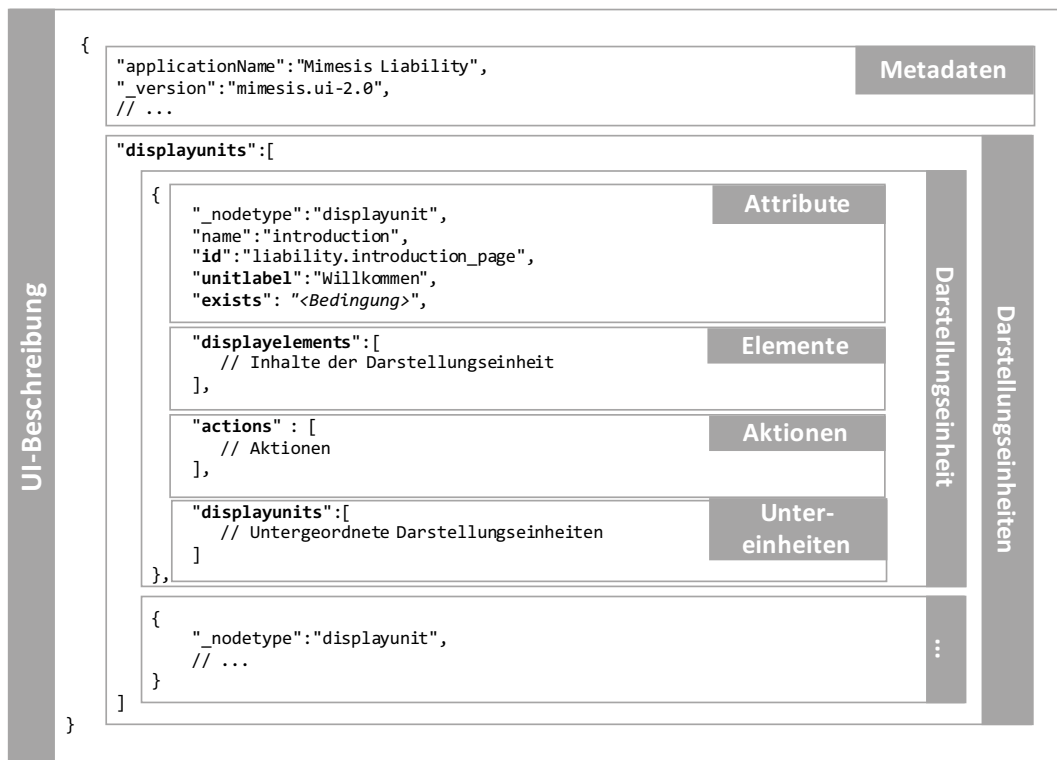 UI-Beschreibung
{
"applicationName":"Mimesis Liability",
"_version":"mimesis.ui-2.0",
// ...
Metadaten
"displayunits":[
Darstellungseinheiten
Darstellungseinheit
{
"_nodetype":"displayunit",
"name":"introduction",
"id":"liability.introduction_page",
"unitlabel":"Willkommen",
"exists": "<Bedingung>",
Attribute
"displayelements":[
// Inhalte der Darstellungseinheit
],
Elemente
"actions" : [
// Aktionen
],
Aktionen
"displayunits":[
// Untergeordnete Darstellungseinheiten
]
Unter-
einheiten
},
{
"_nodetype":"displayunit",
// ...
}
...
]
}